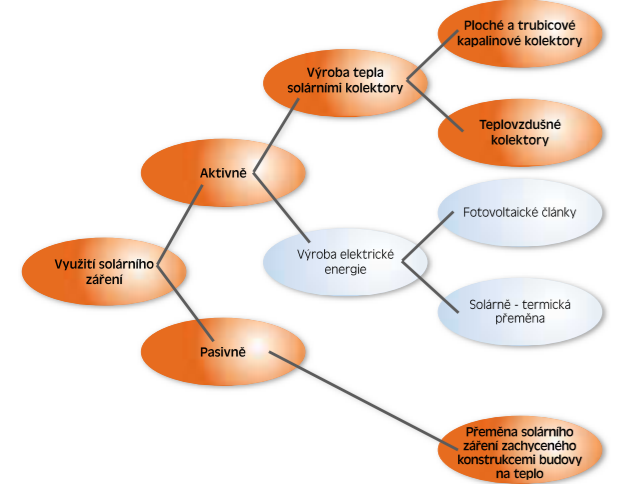 Ploché a trubicové
kapalinové kolektory
Výroba tepla
solárními kolektory
Teplovzdušné
kolektory
Aktivně
Fotovoltaické články
Výroba elektrické
energie
Využití solárního
záření
Solárně - termická
přeměna
Pasivně
Přeměna solárního
záření zachyceného
konstrukcemi budovy
na teplo